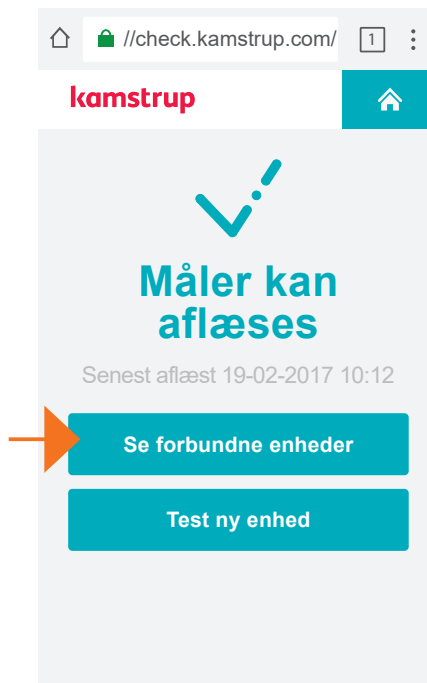 //check.kamstrup.com/ 1
kamstrup
Måler kan
aflæses
Senest aflæst 19-02-2017 10:12
Se forbundne enheder
Test ny enhed